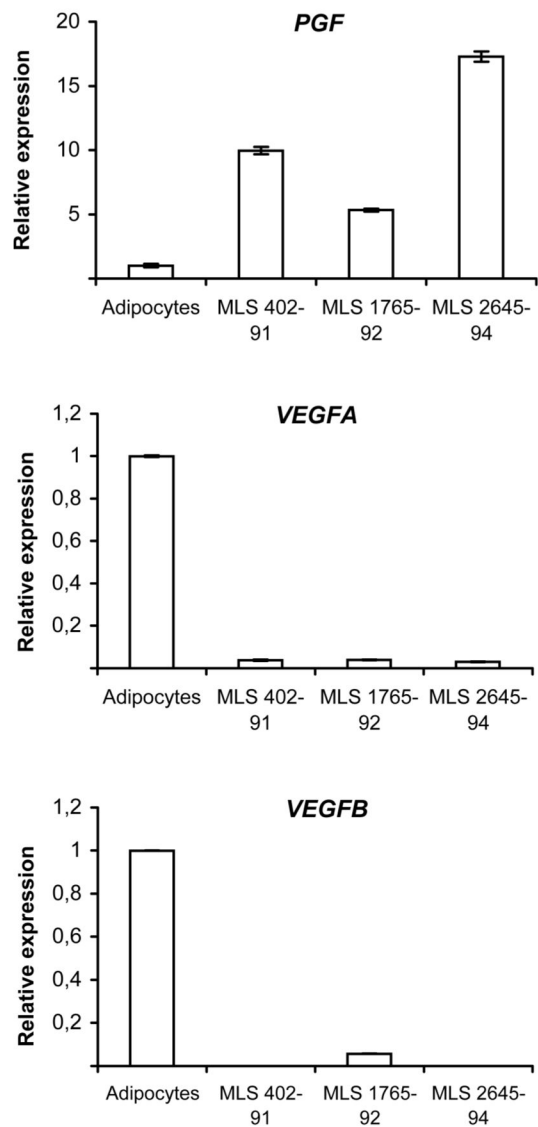 PGF
Relative expression
20
15
10
5
Adipocytes MLS 402- MLS 1765- MLS 2645-
91 92 94
VEGFA
Relative expression
1,2
1
0,8
0,6
0,4
0,2
Adipocytes MLS 402- MLS 1765- MLS 2645-
91 92 94
VEGFB
Relative expression
1,2
1
0,8
0,6
0,4
0,2
Adipocytes MLS 402- MLS 1765- MLS 2645-
91 92 94